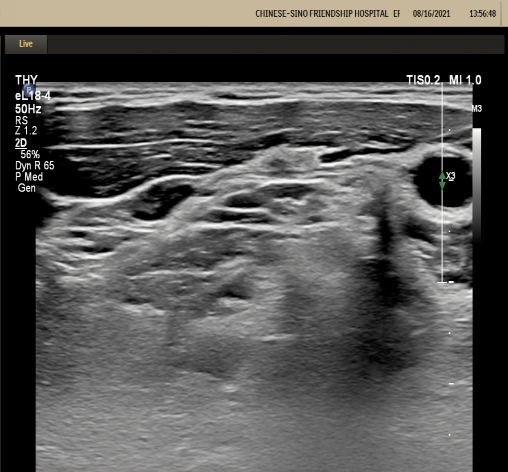 CHINESE-SINO FRIENDSHIP HOSPITAL EF 08/16/2021 13:56:48
Live
THY TIS0.2 MI 1.0
P
eL18-4
50Hz M3
RS
Z 1.2
2D
56%
Dyn R 65
P Med
Gen
X3